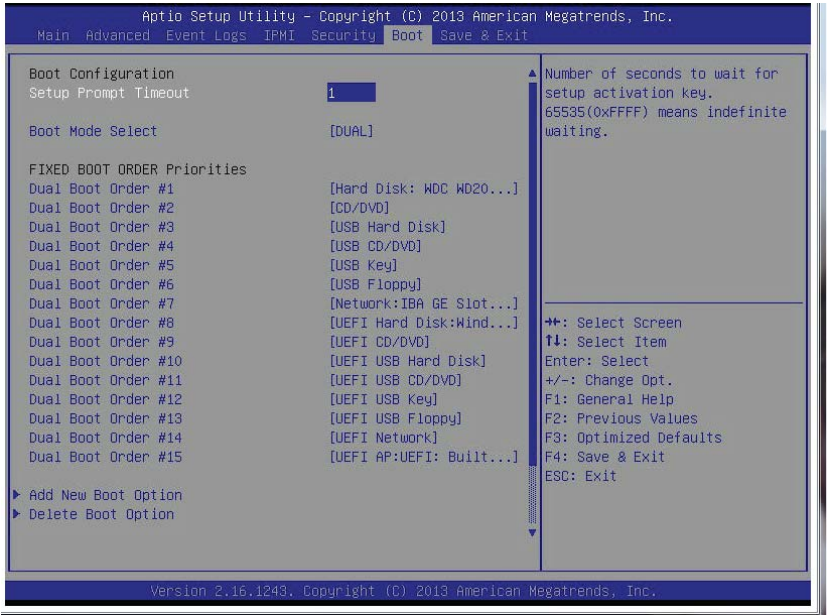 Aptio Setup Utility - Copyright (C) 2013 American Megatrends, Inc.
Main Advanced Event Logs IPMI Security Boot Save & Exit
Boot Configuration
Setup Prompt Timeout 1
Boot Mode Select [DUAL]
FIXED BOOT ORDER Priorities
Dual Boot Order #1 [Hard Disk: WDC WD20...]
Dual Boot Order #2 [CD/DVD]
Dual Boot Order #3 [USB Hard Disk]
Dual Boot Order #4 [USB CD/DVD]
Dual Boot Order #5 [USB Key]
Dual Boot Order #6 [USB Floppy]
Dual Boot Order #7 [Network:IBA GE Slot...]
Dual Boot Order #8 [UEFI Hard Disk:Wind...]
Dual Boot Order #9 [UEFI CD/DVD]
Dual Boot Order #10 [UEFI USB Hard Disk]
Dual Boot Order #11 [UEFI USB CD/DVD]
Dual Boot Order #12 [UEFI USB Key]
Dual Boot Order #13 [UEFI USB Floppy]
Dual Boot Order #14 [UEFI Network]
Dual Boot Order #15 [UEFI AP:UEFI: Built...]
Add New Boot Option
Delete Boot Option
Number of seconds to wait for
setup activation key.
65535(0xFFFF) means indefinite
waiting.
→←: Select Screen
↑↓: Select Item
Enter: Select
+/-: Change Opt.
F1: General Help
F2: Previous Values
F3: Optimized Defaults
F4: Save & Exit
ESC: Exit
Version 2.16.1243. Copyright (C) 2013 American Megatrends, Inc.